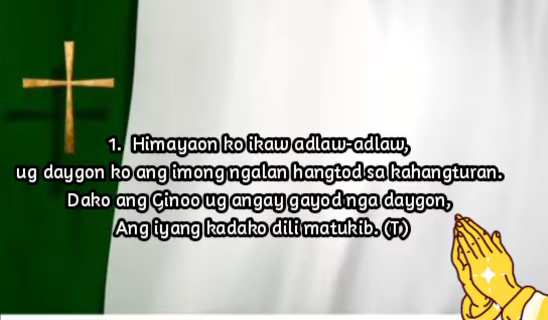 1. Himayaon ko ikaw adlaw-adlaw,
ug daygon ko ang imong ngalan hangtod sa kahangturan.
Dako ang Ginoo ug angay gayod nga daygon,
Ang iyang kadako dili matukib. (T)